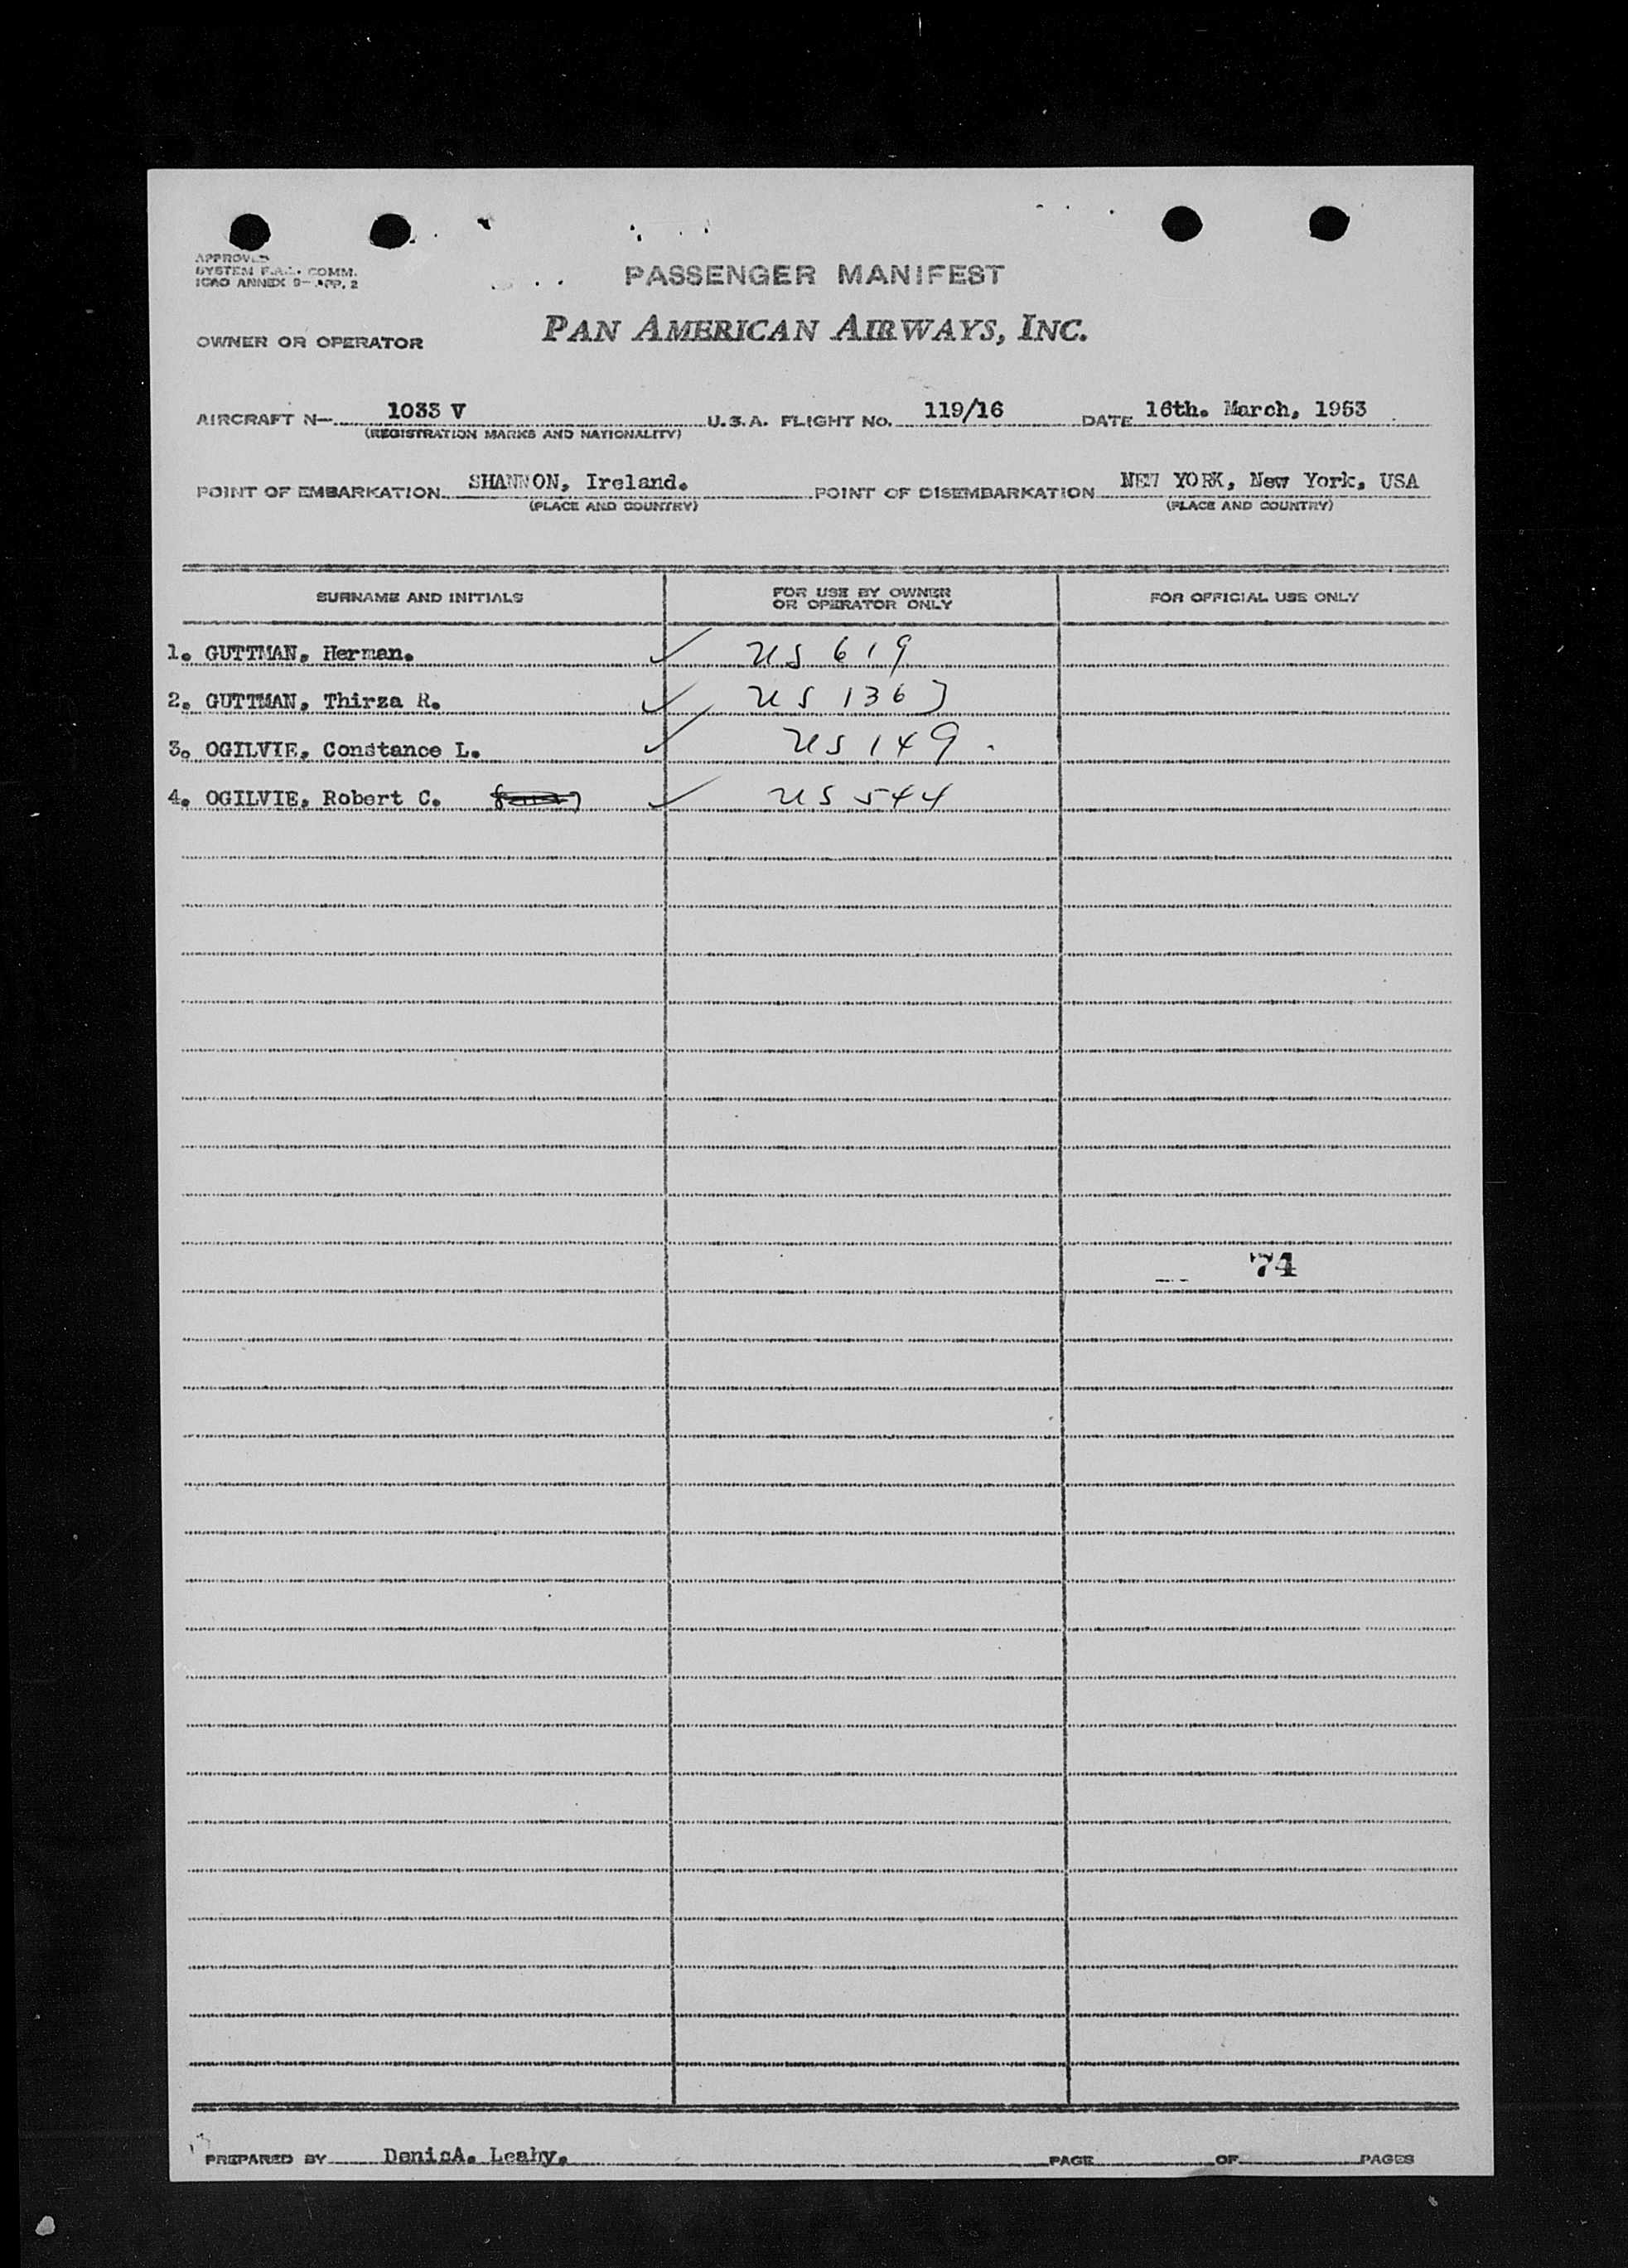 APPROVED
SYSTEM F.A.L. COMM.
ICAO ANNEX 9- APP. 2
PASSENGER MANIFEST
OWNER OR OPERATOR PAN AMERICAN AIRWAYS, INC.
AIRCRAFT N— 1033 V U.S.A. FLIGHT NO. 119/16 DATE 16th. March, 1953
(REGISTRATION MARKS AND NATIONALITY)
POINT OF EMBARKATION SHANNON, Ireland. POINT OF DISEMBARKATION NEW YORK, New York, USA
(PLACE AND COUNTRY) (PLACE AND COUNTRY)
SURNAME AND INITIALS FOR USE BY OWNER OR OPERATOR ONLY FOR OFFICIAL USE ONLY
1. GUTTMAN, Herman. ✓ US 619
2. GUTTMAN, Thirza R. ✓ US 1367
3. OGILVIE, Constance L. ✓ US 149.
4. OGILVIE, Robert C. ✓ US 544
74
PREPARED BY DenisA. Leahy. PAGE OF PAGES